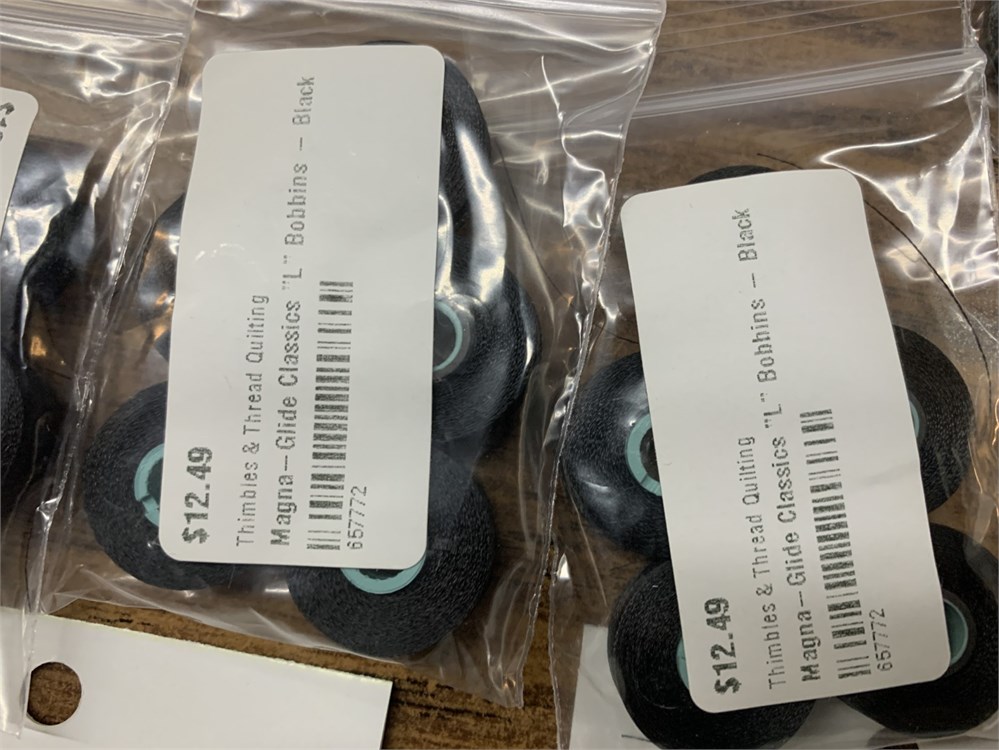 $12.49
Thimbles & Thread Quilting
Magna-Glide Classics "L" Bobbins - Black
657772
$12.49
Thimbles & Thread Quilting
Magna-Glide Classics "L" Bobbins - Black
657772